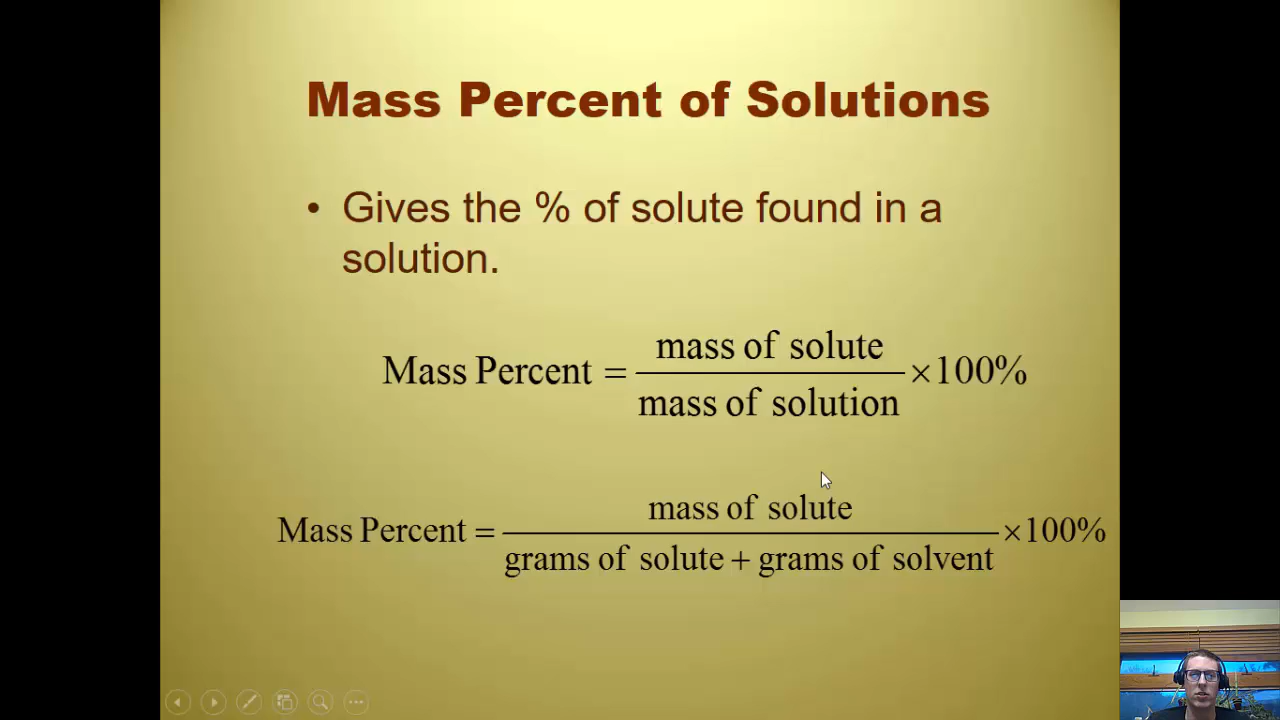 Mass Percent of Solutions
• Gives the % of solute found in a
solution.
Mass Percent = mass of solute / mass of solution × 100%
Mass Percent = mass of solute / grams of solute + grams of solvent × 100%